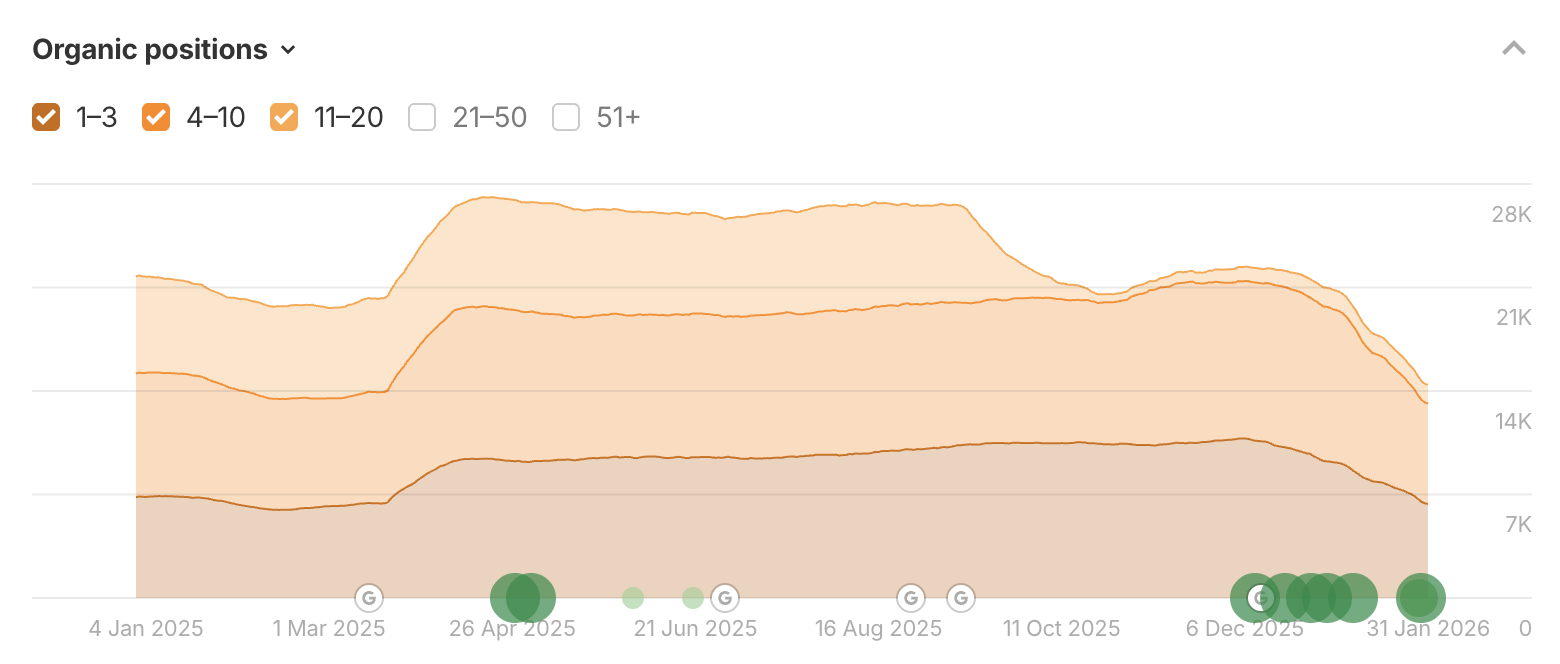 Organic positions
1–3 4–10 11–20 21–50 51+
28K
21K
14K
7K
G G G G G
4 Jan 2025 1 Mar 2025 26 Apr 2025 21 Jun 2025 16 Aug 2025 11 Oct 2025 6 Dec 2025 31 Jan 2026 0